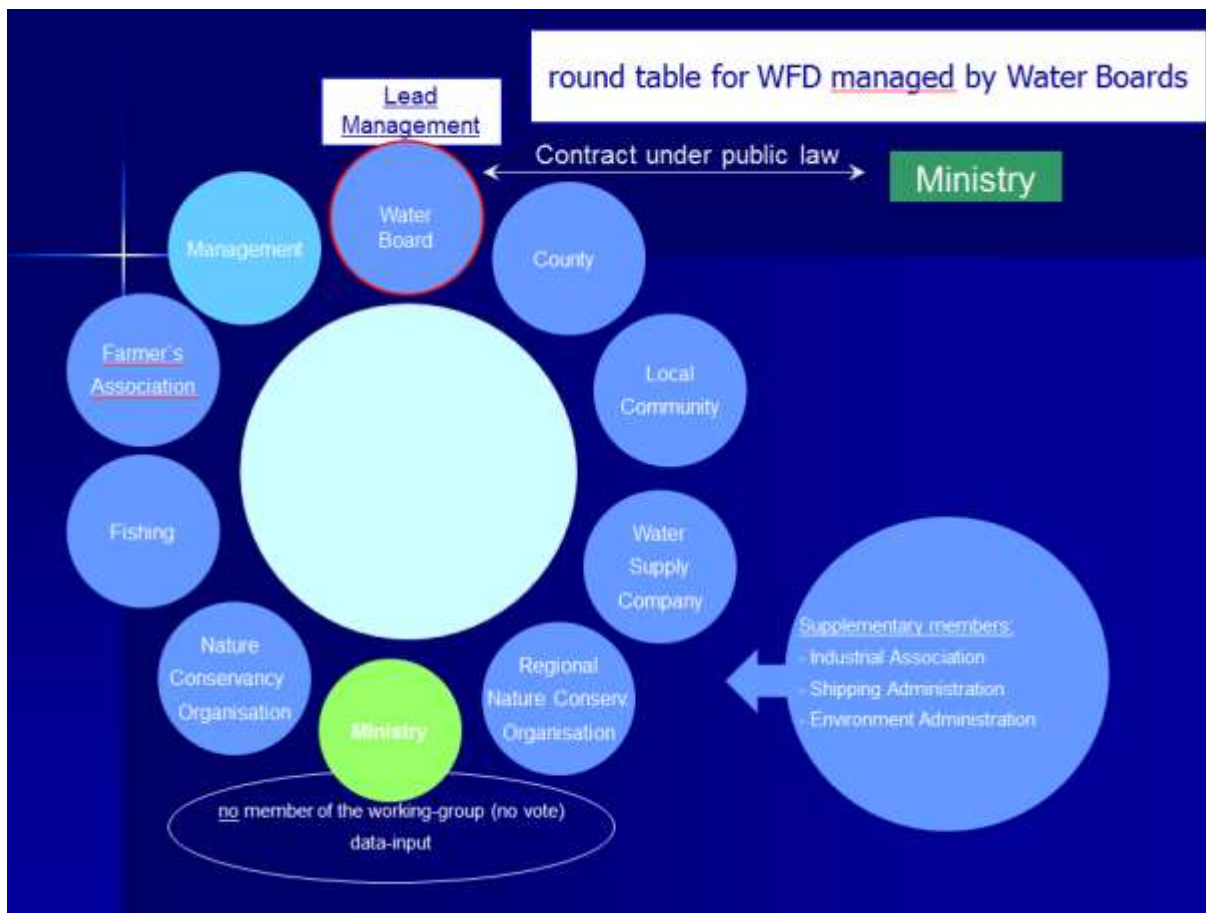 round table for WFD managed by Water Boards
Lead
Management
Contract under public law
Ministry
Water
Board
Management
County
Farmer´s
Association
Local
Community
Fishing
Water
Supply
Company
Nature
Conservancy
Organisation
Ministry
Regional
Nature Conserv.
Organisation
Supplementary members:
- Industrial Association
- Shipping Administration
- Environment Administration
no member of the working-group (no vote)
data-input